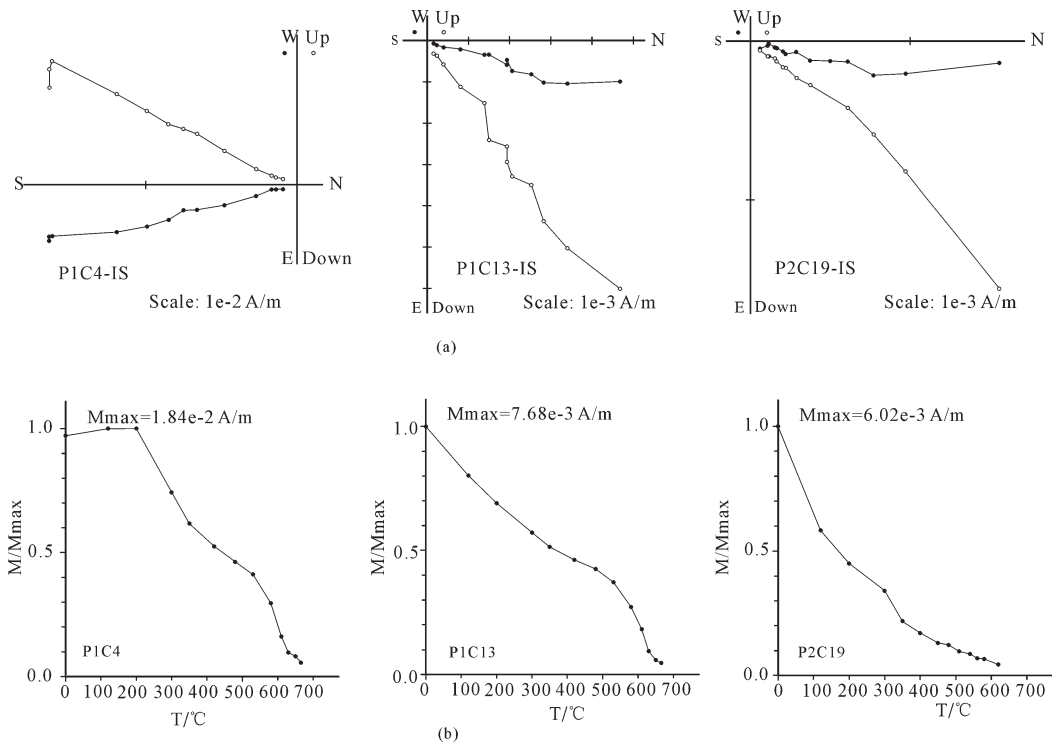 W Up
S N
E Down
P1C4-IS
Scale: 1e-2 A/m
W Up
S N
P1C13-IS
Scale: 1e-3 A/m
E Down
W Up
S N
P2C19-IS
Scale: 1e-3 A/m
E Down
(a)
Mmax=1.84e-2 A/m
1.0
M/Mmax
0.5
P1C4
0.0
0 100 200 300 400 500 600 700
T/℃
Mmax=7.68e-3 A/m
1.0
M/Mmax
0.5
P1C13
0.0
0 100 200 300 400 500 600 700
T/℃
Mmax=6.02e-3 A/m
1.0
M/Mmax
0.5
P2C19
0.0
0 100 200 300 400 500 600 700
T/℃
(b)